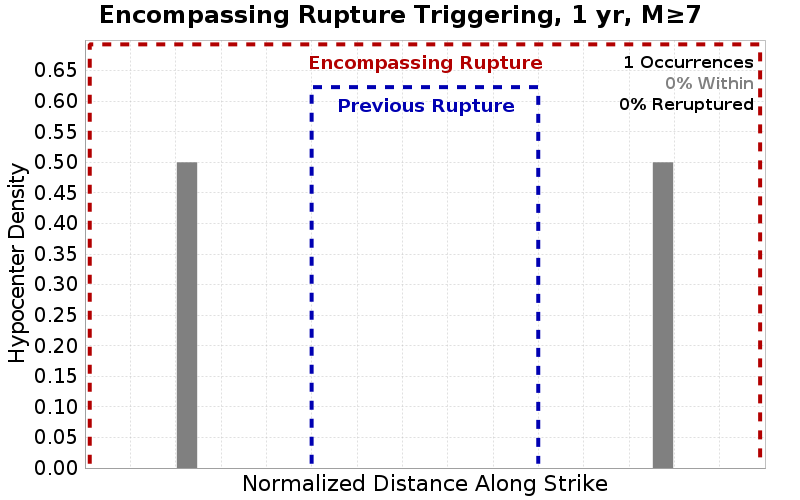 Encompassing Rupture Triggering, 1 yr, M≥7
Encompassing Rupture
1 Occurrences
0% Within
0% Reruptured
Previous Rupture
Hypocenter Density
0.65
0.60
0.55
0.50
0.45
0.40
0.35
0.30
0.25
0.20
0.15
0.10
0.05
0.00
Normalized Distance Along Strike